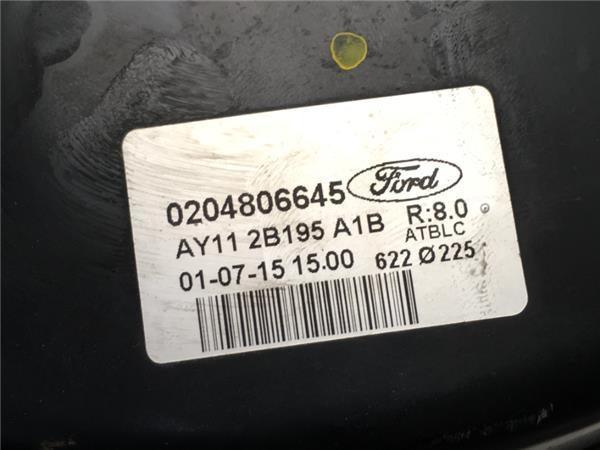 0204806645 Ford
AY11 2B195 A1B R:8.0
ATBLC
01-07-15 15.00 622 Ø225